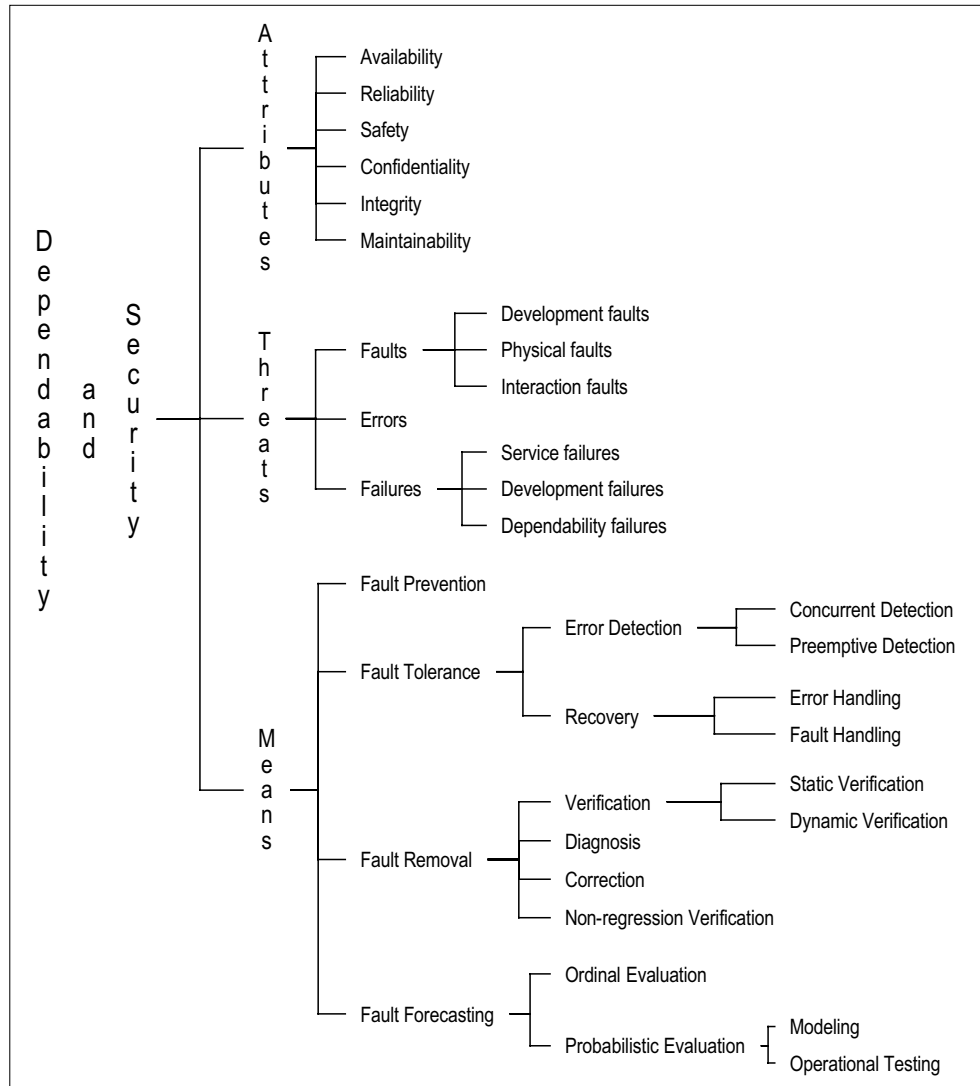 Dependability
and
Security
Attributes
Availability
Reliability
Safety
Confidentiality
Integrity
Maintainability
Threats
Faults
Development faults
Physical faults
Interaction faults
Errors
Failures
Service failures
Development failures
Dependability failures
Means
Fault Prevention
Fault Tolerance
Error Detection
Concurrent Detection
Preemptive Detection
Recovery
Error Handling
Fault Handling
Fault Removal
Verification
Static Verification
Dynamic Verification
Diagnosis
Correction
Non-regression Verification
Fault Forecasting
Ordinal Evaluation
Probabilistic Evaluation
Modeling
Operational Testing